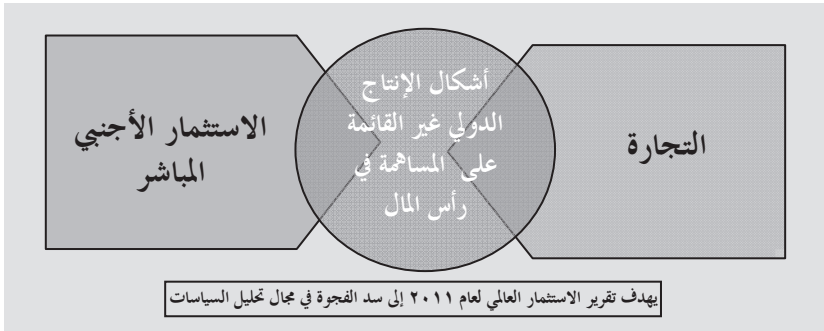 التجارة
أشكال الإنتاج
الدولي غير القائمة
على المساهمة في
رأس المال
الاستثمار الأجنبي
المباشر
يهدف تقرير الاستثمار العالمي لعام ٢٠١١ إلى سد الفجوة في مجال تحليل السياسات